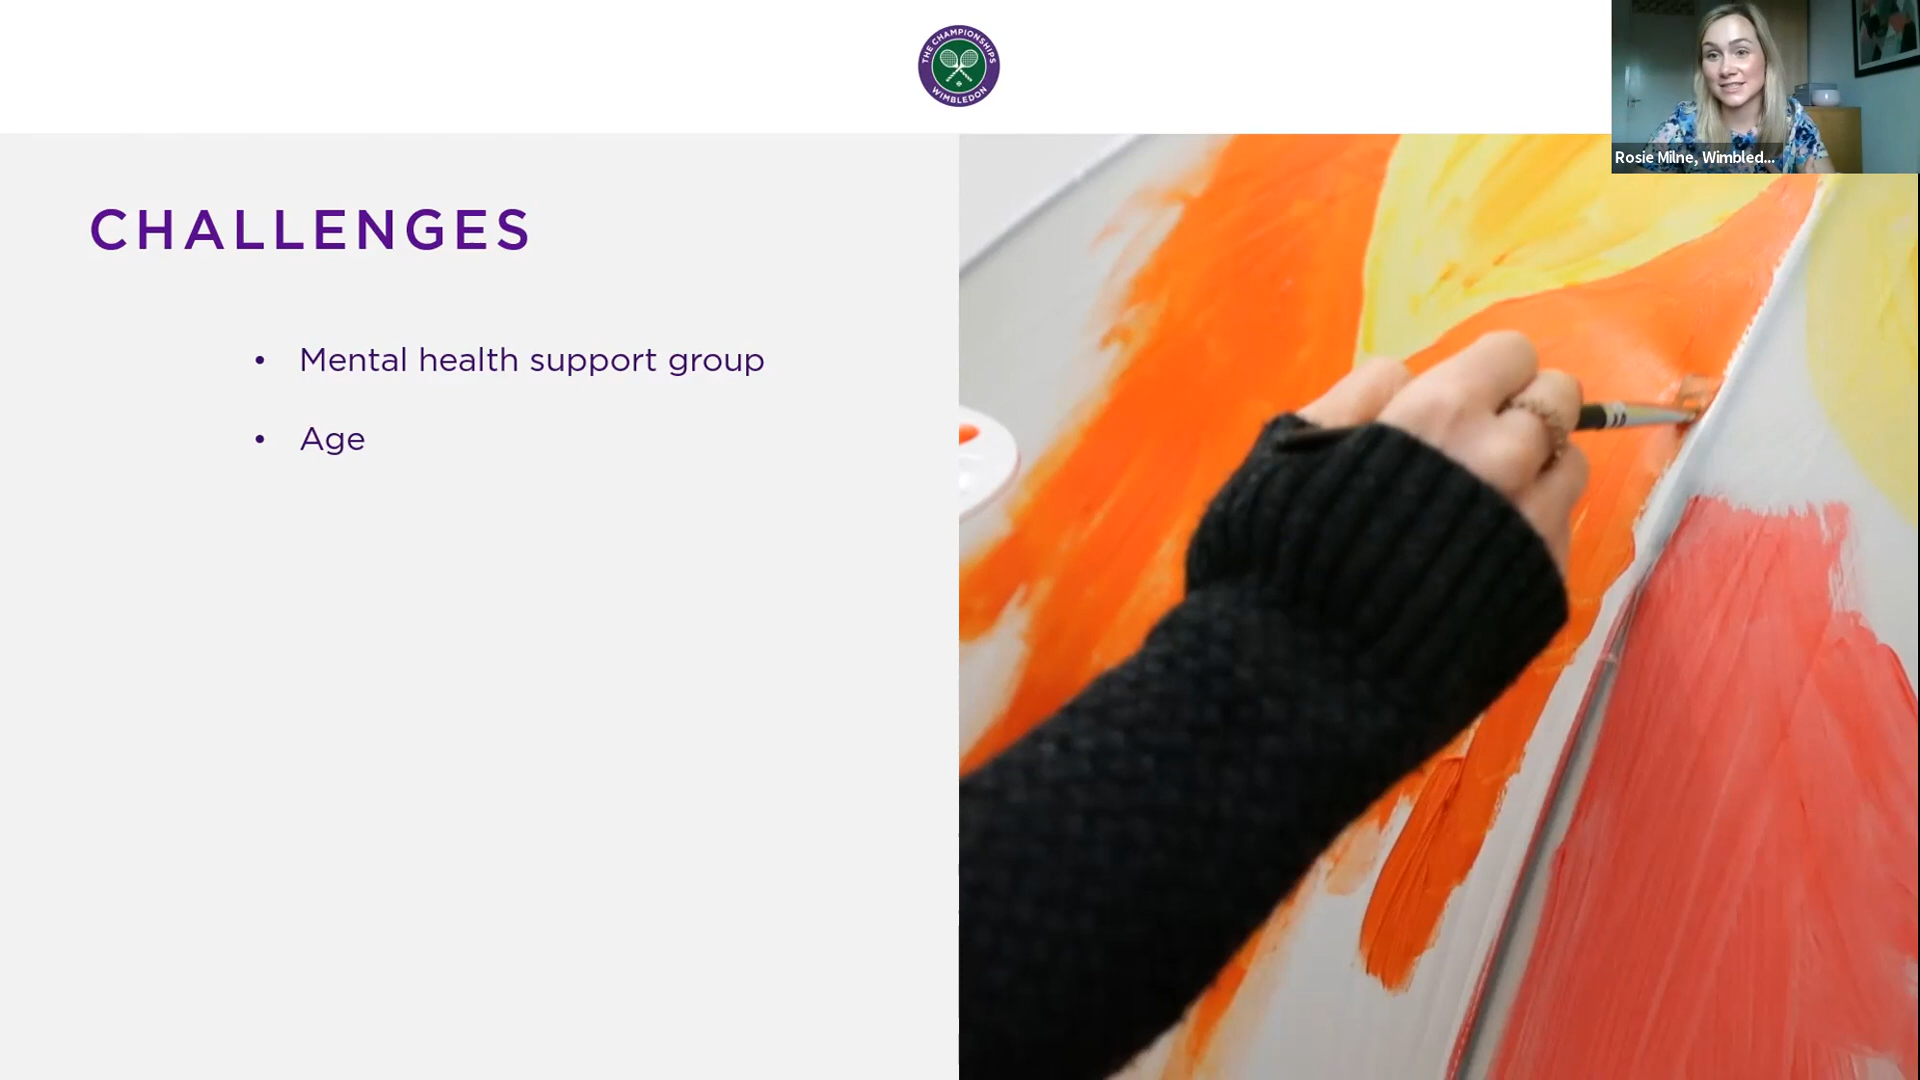 THE CHAMPIONSHIPS
WIMBLEDON
Rosie Milne, Wimbled...
CHALLENGES
• Mental health support group
• Age